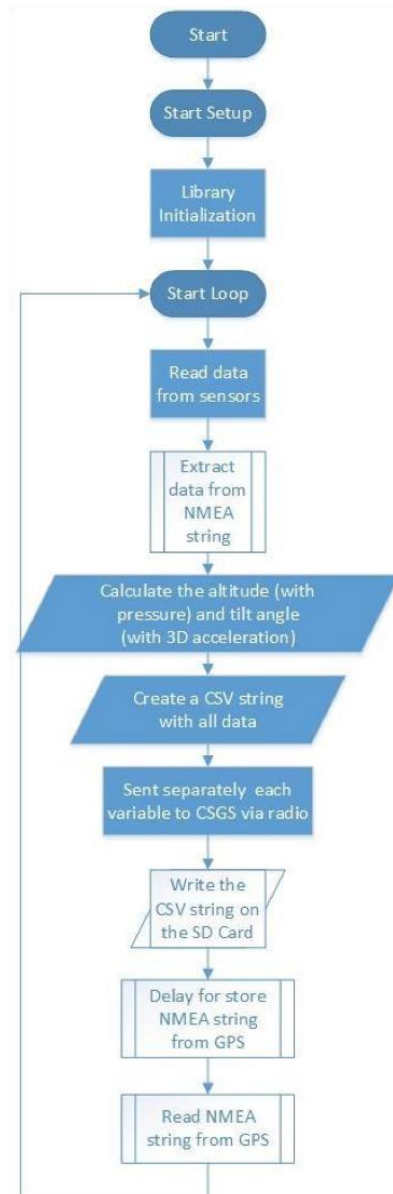 Start
Start Setup
Library
Initialization
Start Loop
Read data
from sensors
Extract
data from
NMEA
string
Calculate the altitude (with
pressure) and tilt angle
(with 3D acceleration)
Create a CSV string
with all data
Sent separately each
variable to CSGS via radio
Write the
CSV string on
the SD Card
Delay for store
NMEA string
from GPS
Read NMEA
string from GPS